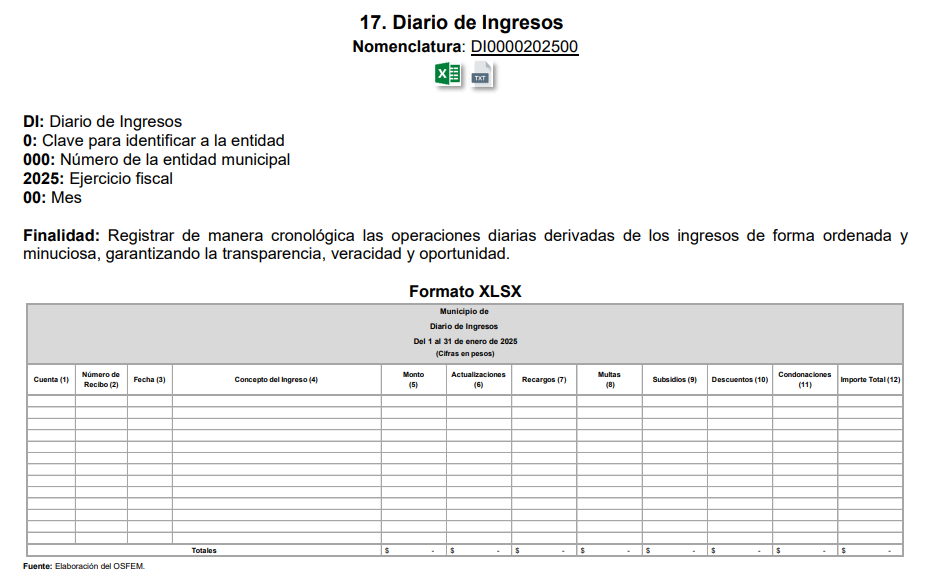 17. Diario de Ingresos
Nomenclatura: DI0000202500
X
TXT
DI: Diario de Ingresos
0: Clave para identificar a la entidad
000: Número de la entidad municipal
2025: Ejercicio fiscal
00: Mes
Finalidad: Registrar de manera cronológica las operaciones diarias derivadas de los ingresos de forma ordenada y
minuciosa, garantizando la transparencia, veracidad y oportunidad.
Formato XLSX
Municipio de
Diario de Ingresos
Del 1 al 31 de enero de 2025
(Cifras en pesos)
Cuenta (1) Número de Recibo (2) Fecha (3) Concepto del Ingreso (4) Monto (5) Actualizaciones (6) Recargos (7) Multas (8) Subsidios (9) Descuentos (10) Condonaciones (11) Importe Total (12)
Totales $ - $ - $ - $ - $ - $ - $ - $ -
Fuente: Elaboración del OSFEM.